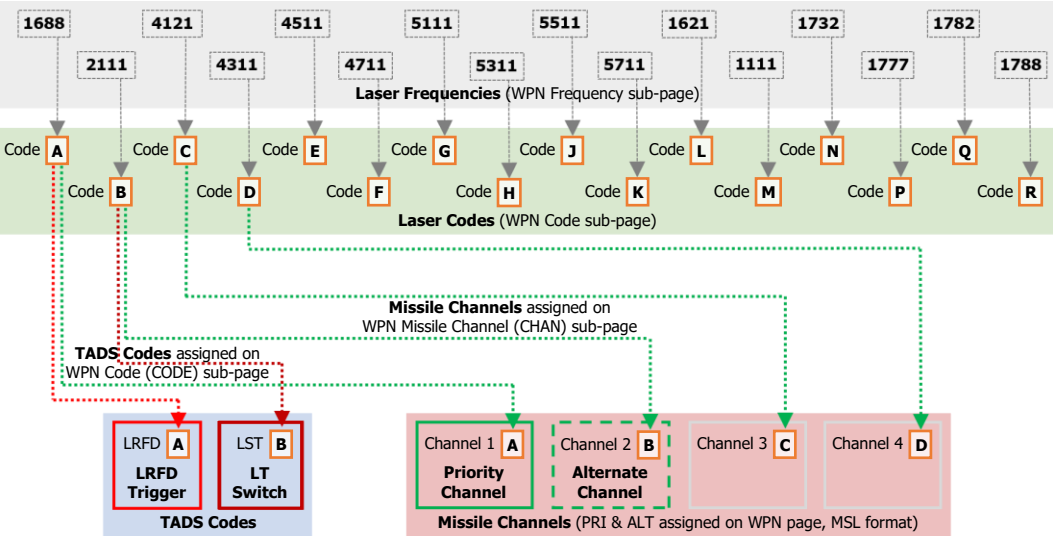 1688 4121 4511 5111 5511 1621 1732 1782
2111 4311 4711 5311 5711 1111 1777 1788
Laser Frequencies (WPN Frequency sub-page)
Code A Code C Code E Code G Code J Code L Code N Code Q
Code B Code D Code F Code H Code K Code M Code P Code R
Laser Codes (WPN Code sub-page)
Missile Channels assigned on
WPN Missile Channel (CHAN) sub-page
TADS Codes assigned on
WPN Code (CODE) sub-page
LRFD A
LRFD
Trigger
LST B
LT
Switch
TADS Codes
Channel 1 A
Priority
Channel
Channel 2 B
Alternate
Channel
Channel 3 C
Channel 4 D
Missile Channels (PRI & ALT assigned on WPN page, MSL format)